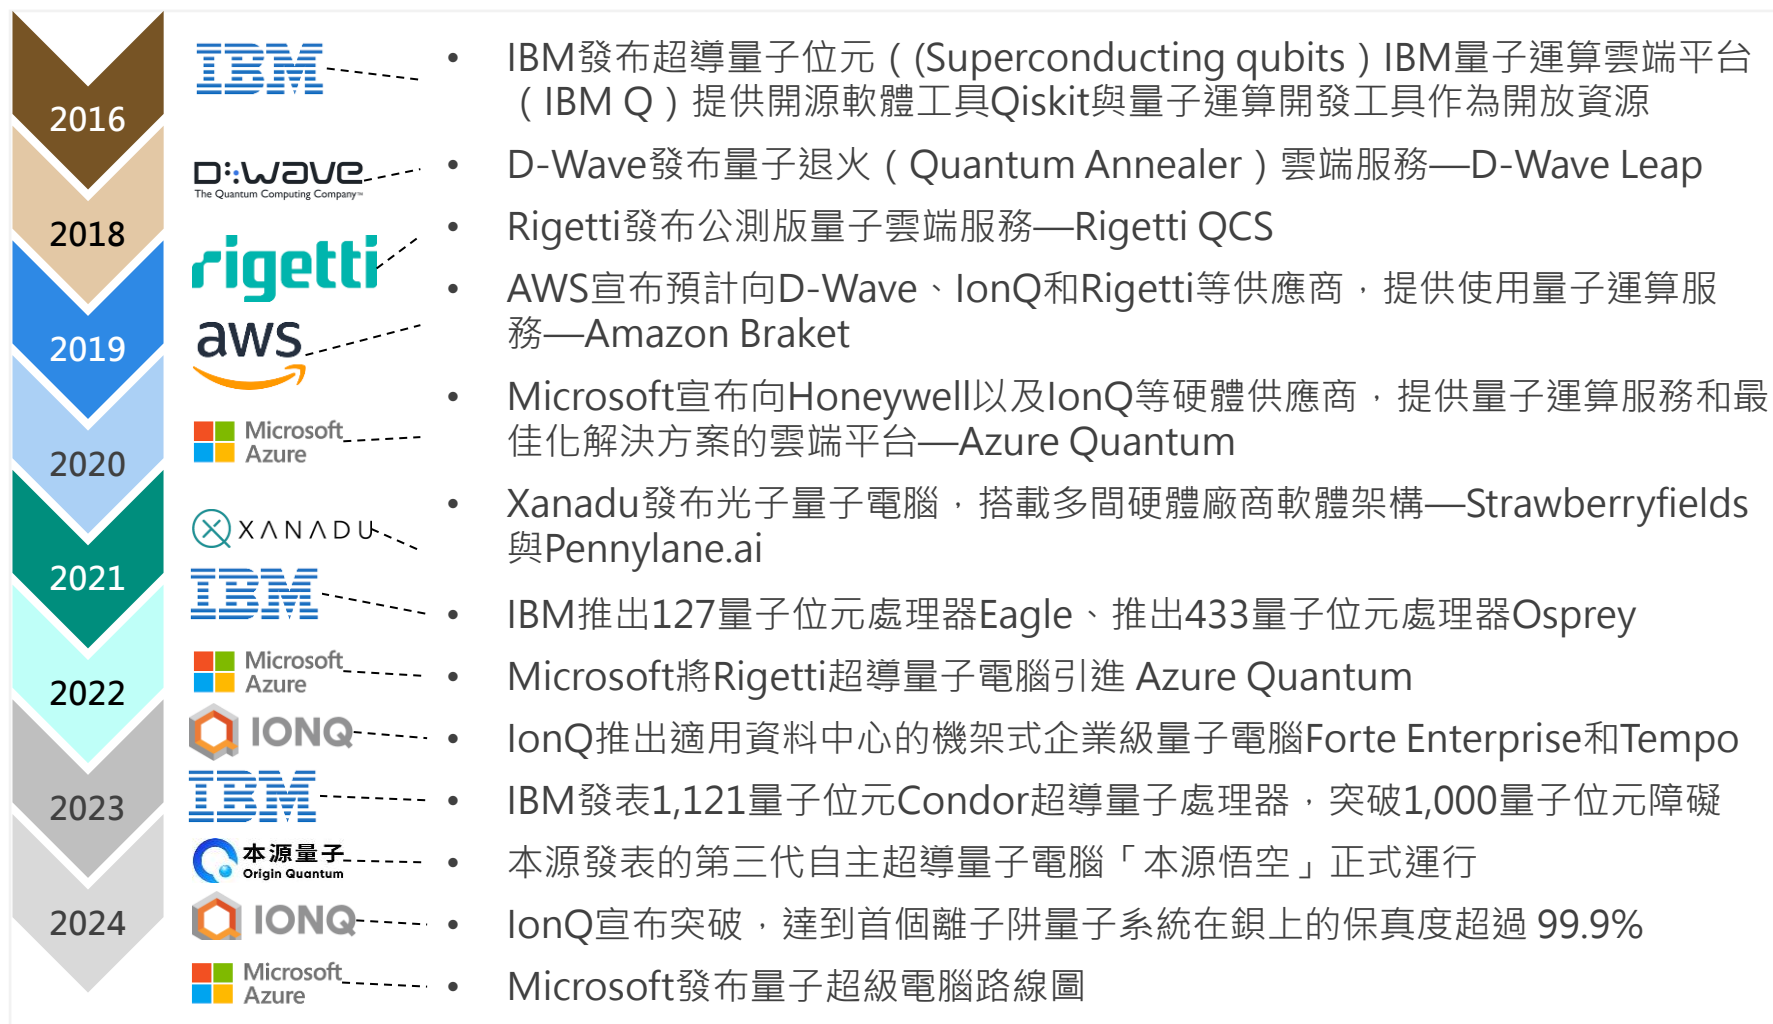 2016
2018
2019
2020
2021
2022
2023
2024
IBM
• IBM發布超導量子位元（(Superconducting qubits）IBM量子運算雲端平台
（IBM Q）提供開源軟體工具Qiskit與量子運算開發工具作為開放資源
D:wave
The Quantum Computing Company™
• D-Wave發布量子退火（Quantum Annealer）雲端服務—D-Wave Leap
rigetti
• Rigetti發布公測版量子雲端服務—Rigetti QCS
aws
• AWS宣布預計向D-Wave、IonQ和Rigetti等供應商，提供使用量子運算服
務—Amazon Braket
Microsoft
Azure
• Microsoft宣布向Honeywell以及IonQ等硬體供應商，提供量子運算服務和最
佳化解決方案的雲端平台—Azure Quantum
XANADU
• Xanadu發布光子量子電腦，搭載多間硬體廠商軟體架構—Strawberryfields
與Pennylane.ai
IBM
• IBM推出127量子位元處理器Eagle、推出433量子位元處理器Osprey
Microsoft
Azure
• Microsoft將Rigetti超導量子電腦引進 Azure Quantum
IONQ
• IonQ推出適用資料中心的機架式企業級量子電腦Forte Enterprise和Tempo
IBM
• IBM發表1,121量子位元Condor超導量子處理器，突破1,000量子位元障礙
本源量子
Origin Quantum
• 本源發表的第三代自主超導量子電腦「本源悟空」正式運行
IONQ
• IonQ宣布突破，達到首個離子阱量子系統在鋇上的保真度超過 99.9%
Microsoft
Azure
• Microsoft發布量子超級電腦路線圖